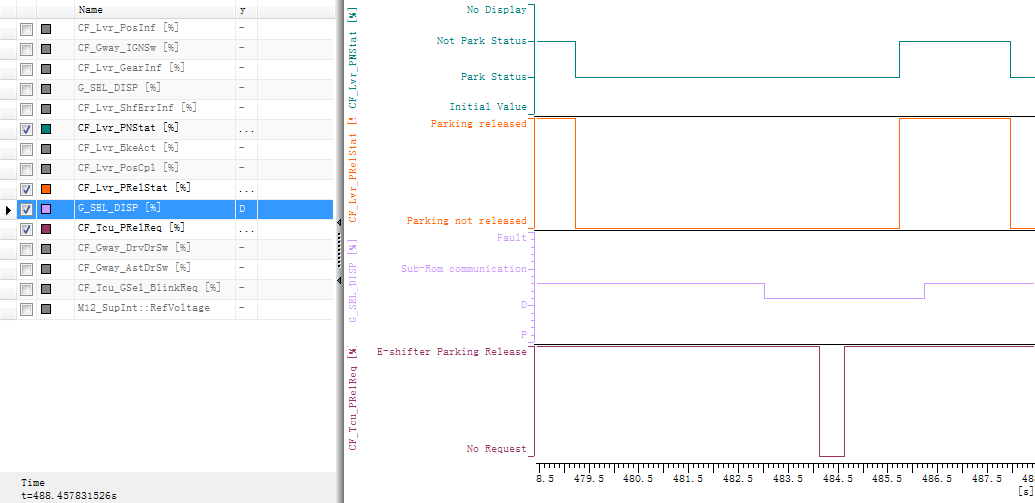 Name y
CF_Lvr_PosInf [%] -
CF_Gway_IGNSw [%] -
CF_Lvr_GearInf [%] -
G_SEL_DISP [%] -
CF_Lvr_ShfErrInf [%] -
CF_Lvr_PNStat [%] ...
CF_Lvr_BkeAct [%] -
CF_Lvr_PosCpl [%] -
CF_Lvr_PRelStat [%] ...
G_SEL_DISP [%] D
CF_Tcu_PRelReq [%] ...
CF_Gway_DrvDrSw [%] -
CF_Gway_AstDrSw [%] -
CF_Tcu_GSel_BlinkReq [%] -
M12_SupInt::RefVoltage -
Time
t=488.457831526s
CF_Lvr_PNStat [%]
No Display
Not Park Status
Park Status
Initial Value
CF_Lvr_PRelStat [%
Parking released
Parking not released
G_SEL_DISP [%]
Fault
Sub-Rom communication
D
P
CF_Tcu_PRelReq [%
E-shifter Parking Release
No Request
8.5 479.5 480.5 481.5 482.5 483.5 484.5 485.5 486.5 487.5 48
[s]